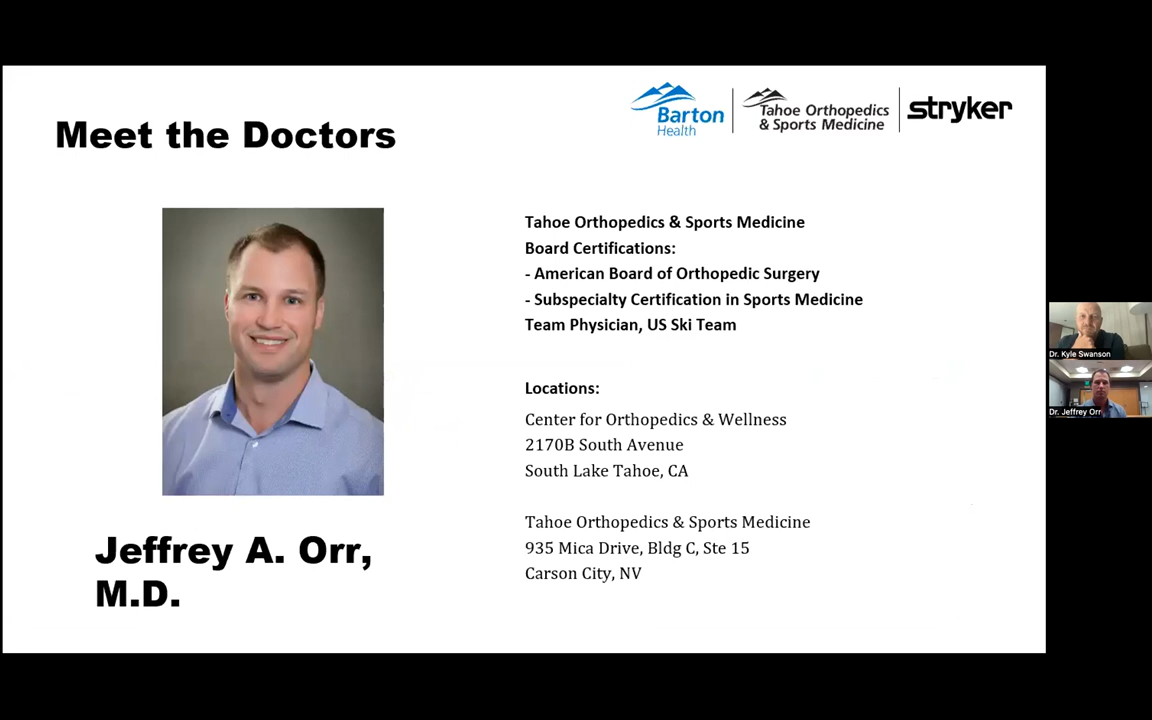 Meet the Doctors
Barton
Health
Tahoe Orthopedics
& Sports Medicine
stryker
Tahoe Orthopedics & Sports Medicine
Board Certifications:
- American Board of Orthopedic Surgery
- Subspecialty Certification in Sports Medicine
Team Physician, US Ski Team
Locations:
Center for Orthopedics & Wellness
2170B South Avenue
South Lake Tahoe, CA
Tahoe Orthopedics & Sports Medicine
935 Mica Drive, Bldg C, Ste 15
Carson City, NV
Jeffrey A. Orr,
M.D.
Dr. Kyle Swanson
Dr. Jeffrey Orr